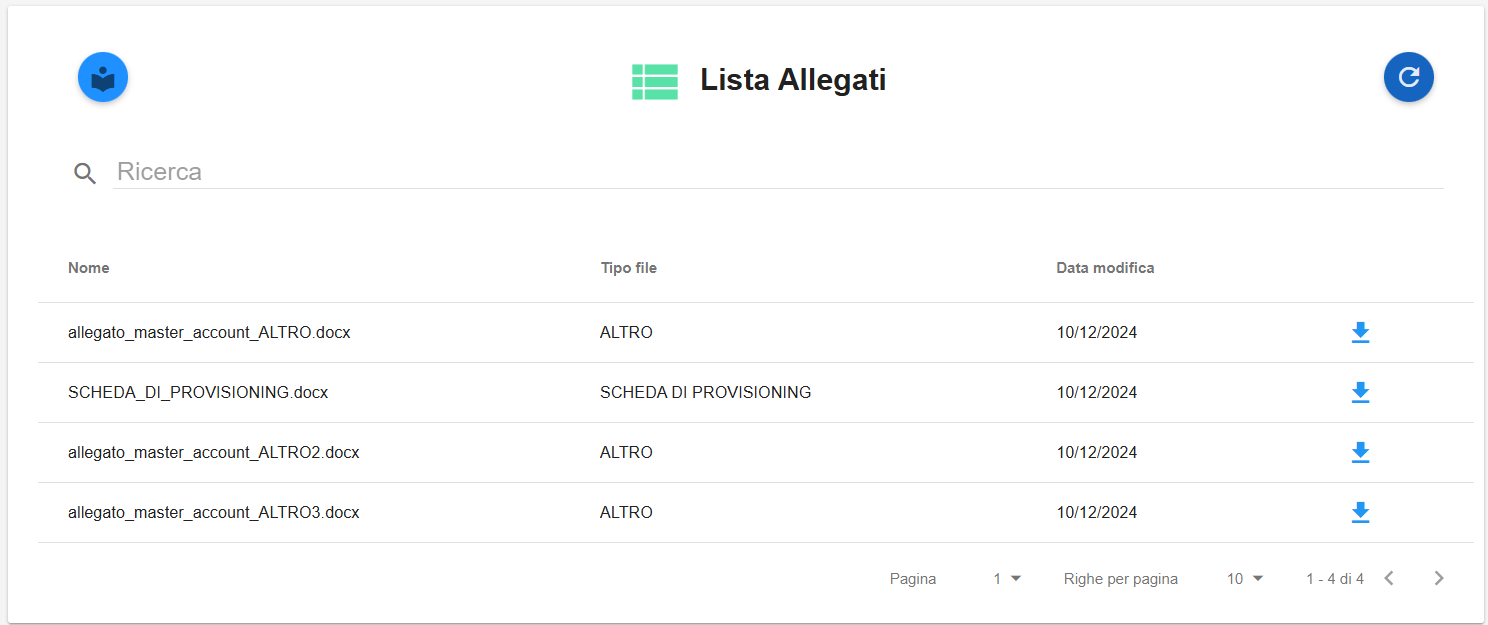 Lista Allegati
Ricerca
Nome Tipo file Data modifica
allegato_master_account_ALTRO.docx ALTRO 10/12/2024
SCHEDA_DI_PROVISIONING.docx SCHEDA DI PROVISIONING 10/12/2024
allegato_master_account_ALTRO2.docx ALTRO 10/12/2024
allegato_master_account_ALTRO3.docx ALTRO 10/12/2024
Pagina 1 Righe per pagina 10 1 - 4 di 4